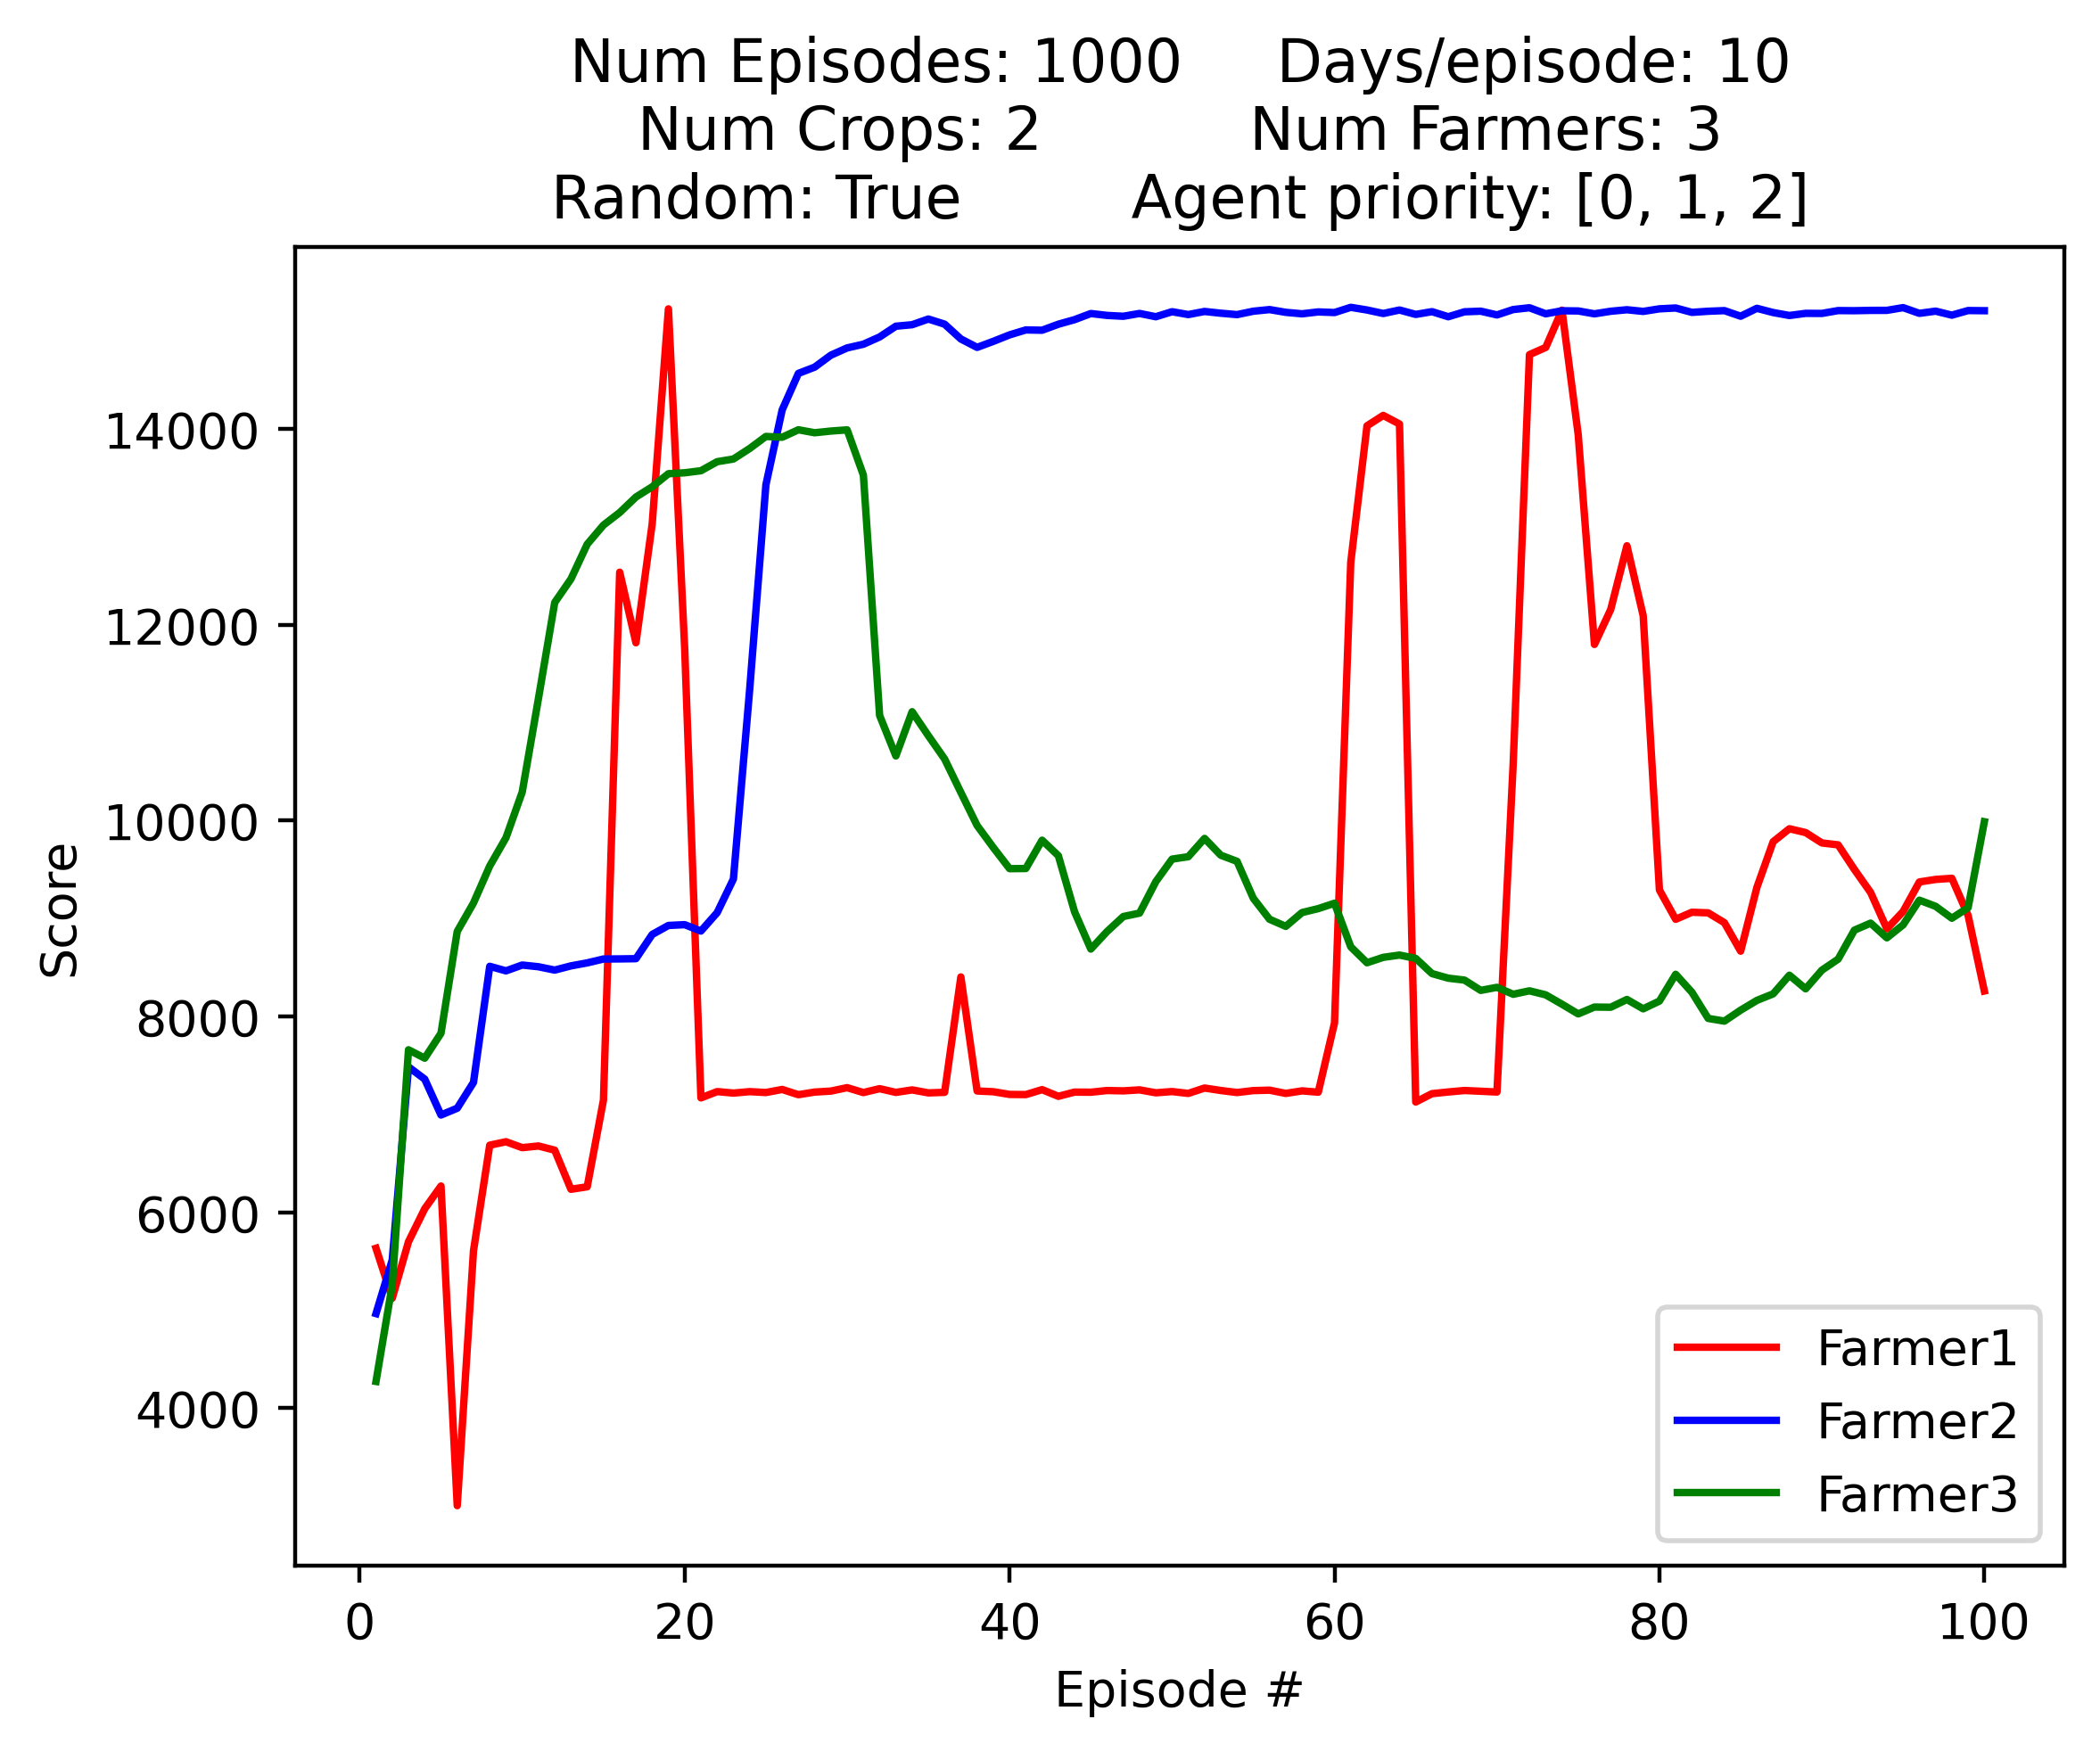 Num Episodes: 1000 Days/episode: 10
Num Crops: 2 Num Farmers: 3
Random: True Agent priority: [0, 1, 2]
Score
14000
12000
10000
8000
6000
4000
0 20 40 60 80 100
Episode #
Farmer1
Farmer2
Farmer3